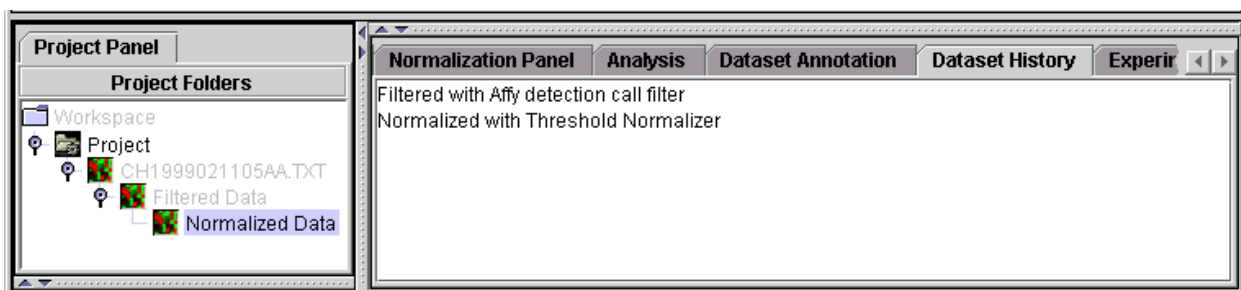 Project Panel
Project Folders
Workspace
Project
CH1999021105AA.TXT
Filtered Data
Normalized Data
Normalization Panel
Analysis
Dataset Annotation
Dataset History
Filtered with Affy detection call filter
Normalized with Threshold Normalizer